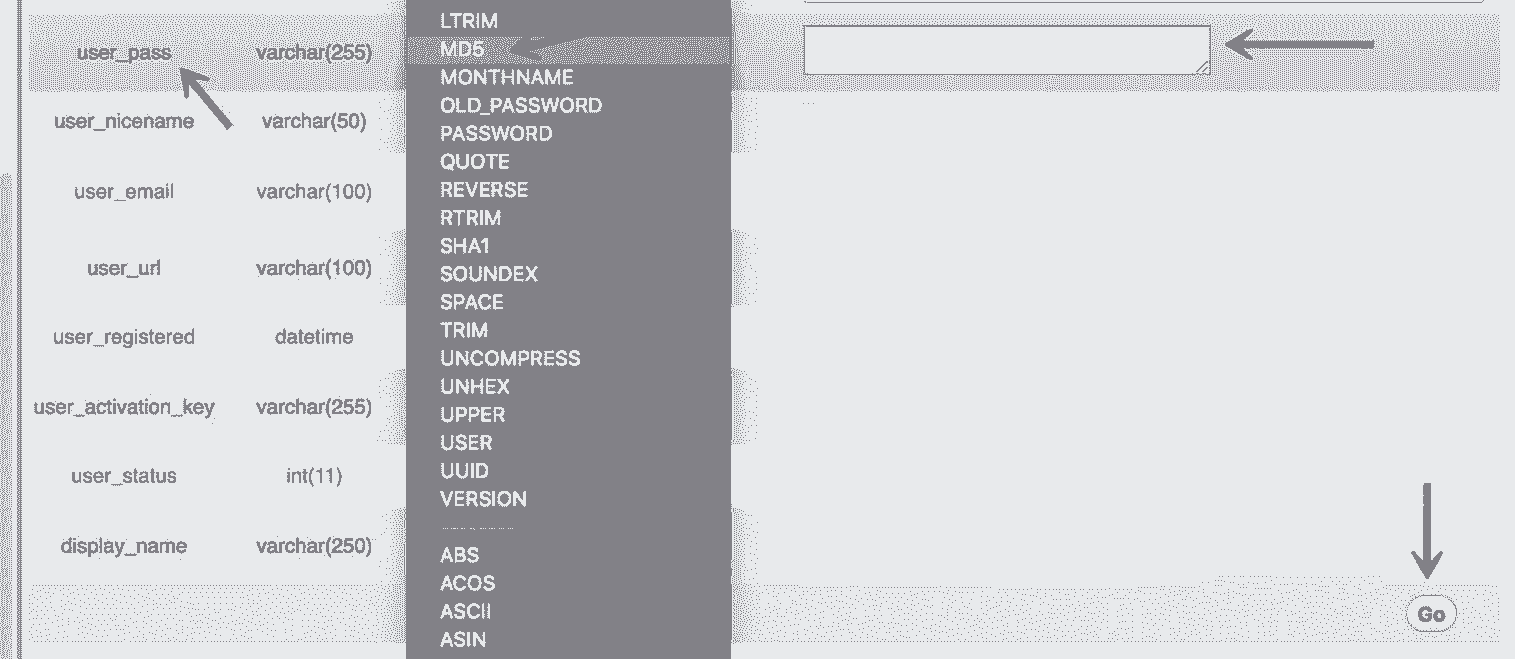 LTRIM
user_pass varchar(255) MD5
MONTHNAME
OLD_PASSWORD
user_nicename varchar(50)
PASSWORD
QUOTE
user_email varchar(100) REVERSE
RTRIM
SHA1
user_url varchar(100) SOUNDEX
SPACE
user_registered datetime TRIM
UNCOMPRESS
UNHEX
user_activation_key varchar(255) UPPER
USER
user_status int(11) UUID
VERSION
display_name varchar(250) ABS
ACOS
ASCII Go
ASIN